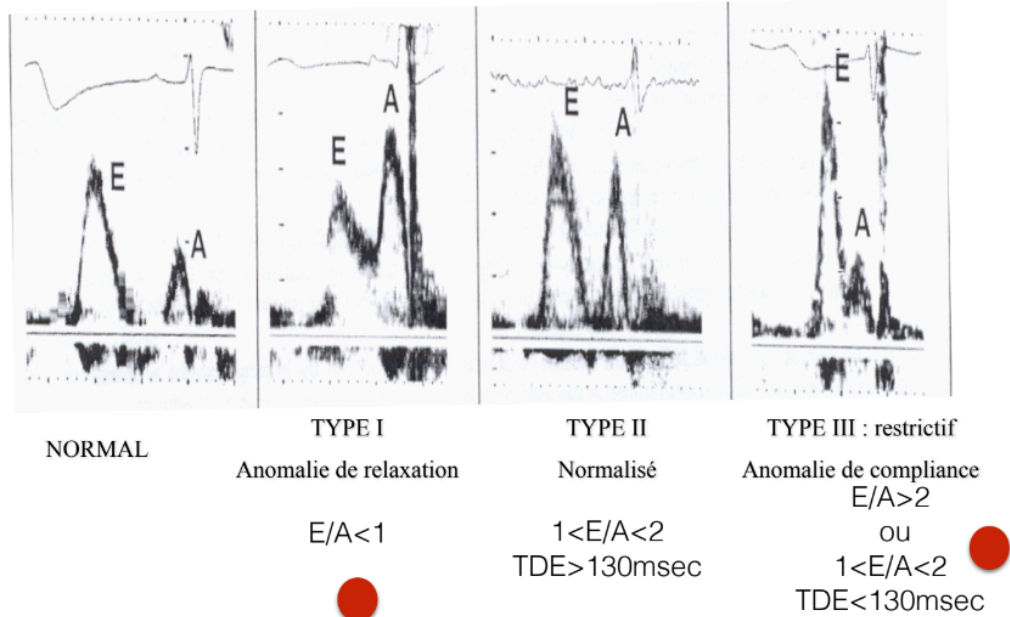 E
A
E
A
E
A
E
A
NORMAL
TYPE I
Anomalie de relaxation
E/A<1
TYPE II
Normalisé
1<E/A<2
TDE>130msec
TYPE III : restrictif
Anomalie de compliance
E/A>2
ou
1<E/A<2
TDE<130msec